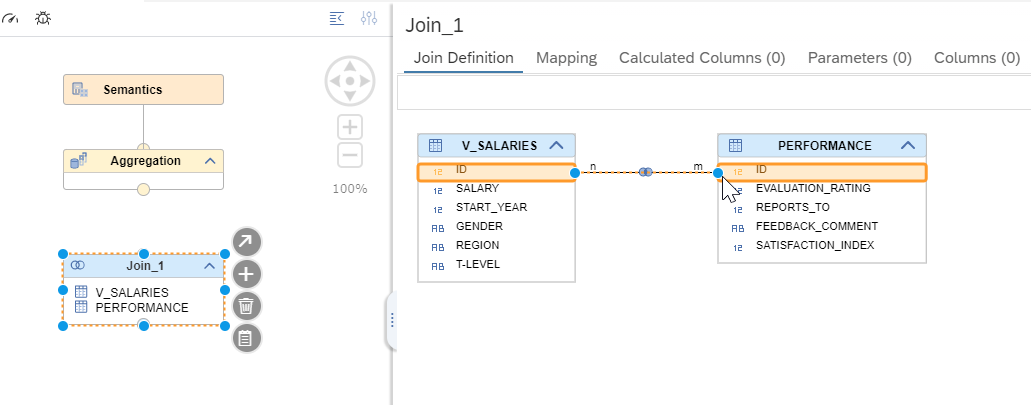 Join_1
Join Definition Mapping Calculated Columns (0) Parameters (0) Columns (0)
Semantics
Aggregation
100%
Join_1
V_SALARIES
PERFORMANCE
V_SALARIES
12 ID
12 SALARY
12 START_YEAR
AB GENDER
AB REGION
AB T-LEVEL
n m
PERFORMANCE
12 ID
12 EVALUATION_RATING
12 REPORTS_TO
AB FEEDBACK_COMMENT
12 SATISFACTION_INDEX